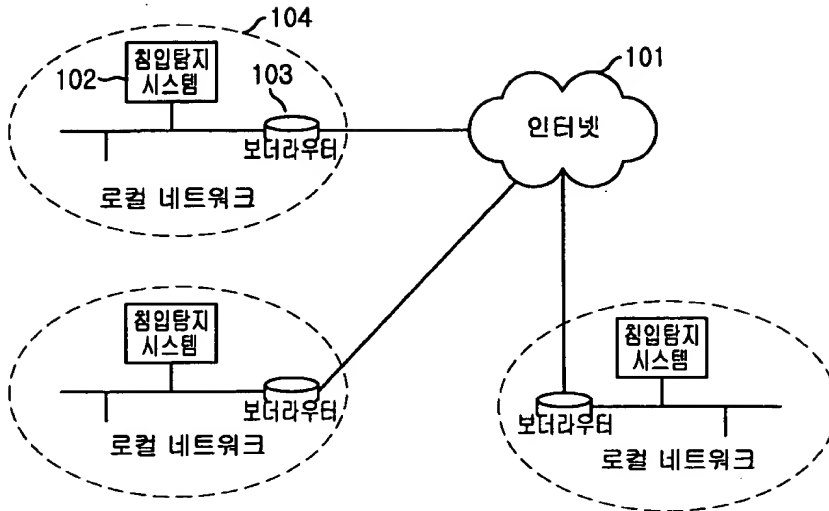 104
102
침입탐지
시스템
103
보더라우터
로컬 네트워크
101
인터넷
침입탐지
시스템
보더라우터
로컬 네트워크
침입탐지
시스템
보더라우터
로컬 네트워크